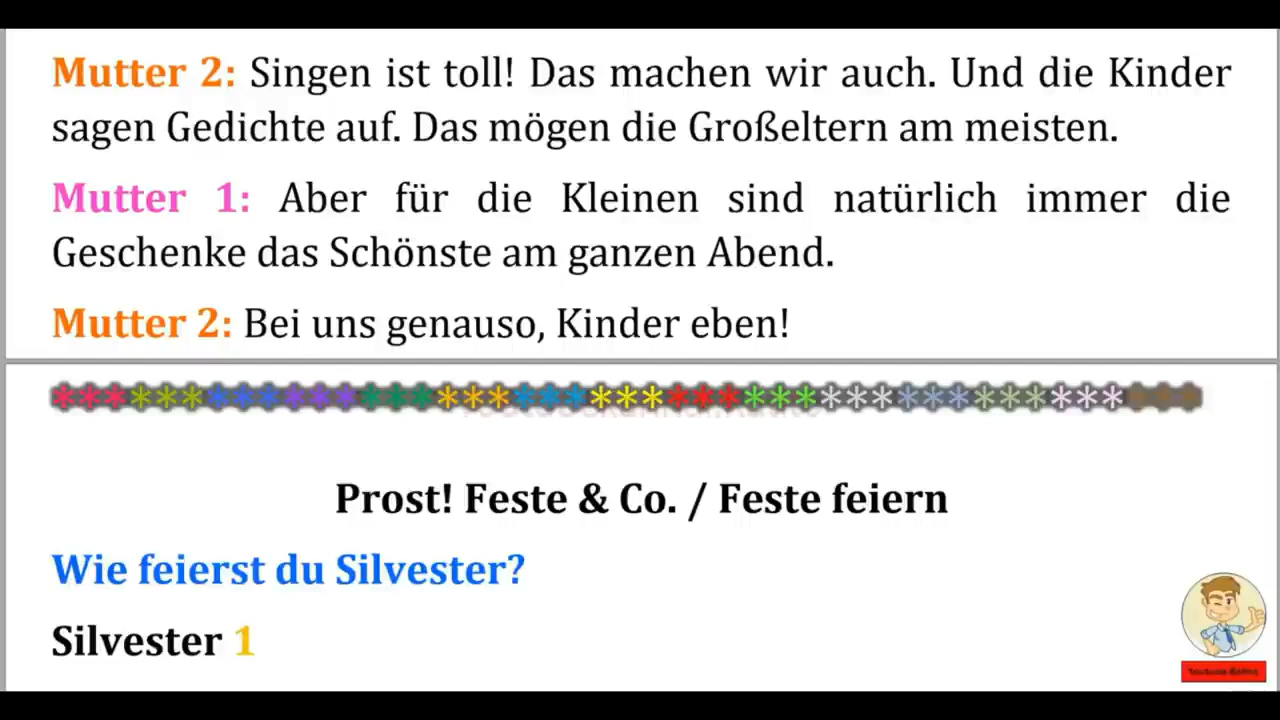 Mutter 2: Singen ist toll! Das machen wir auch. Und die Kinder
sagen Gedichte auf. Das mögen die Großeltern am meisten.
Mutter 1: Aber für die Kleinen sind natürlich immer die
Geschenke das Schönste am ganzen Abend.
Mutter 2: Bei uns genauso, Kinder eben!
*********************************************
Prost! Feste & Co. / Feste feiern
Wie feierst du Silvester?
Silvester 1